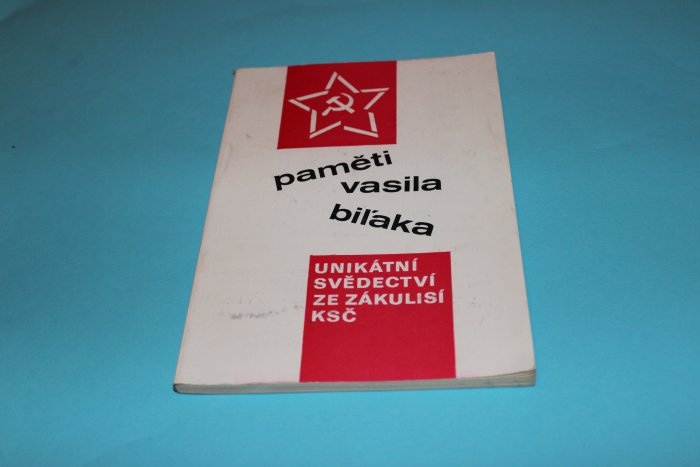 paměti
vasila
biľaka
UNIKÁTNÍ
SVĚDECTVÍ
ZE ZÁKULISÍ
KSČ